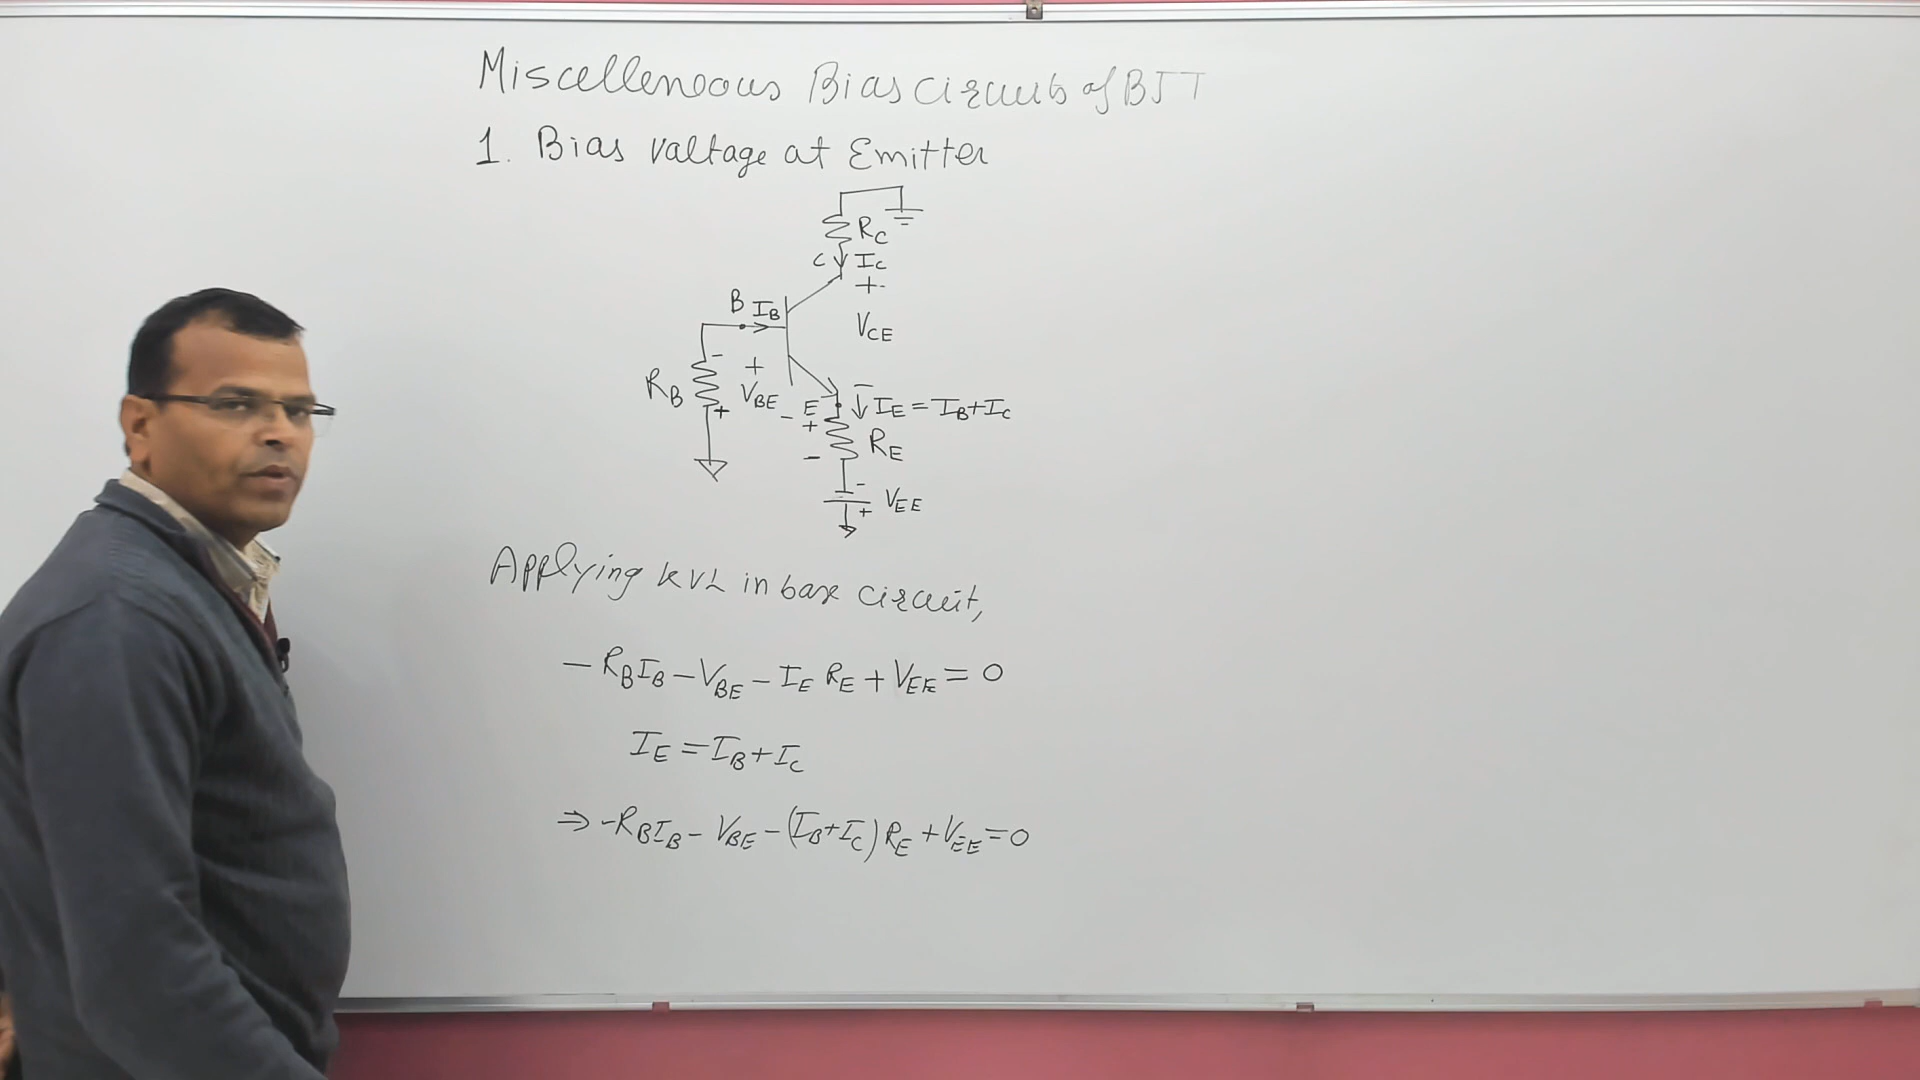 Miscelleneous Bias circuits of BJT
1. Bias valtage at Emitter
RC
C IC
+
B IB
VCE
-
+
-
RB
VBE
+
-
E
IE = IB+IC
+
RE
-
-
VEE
+
Applying KVL in base circuit,
-RBIB - VBE - IE RE + VEE = 0
IE = IB + IC
⇒ -RBIB - VBE - (IB+IC) RE + VEE = 0